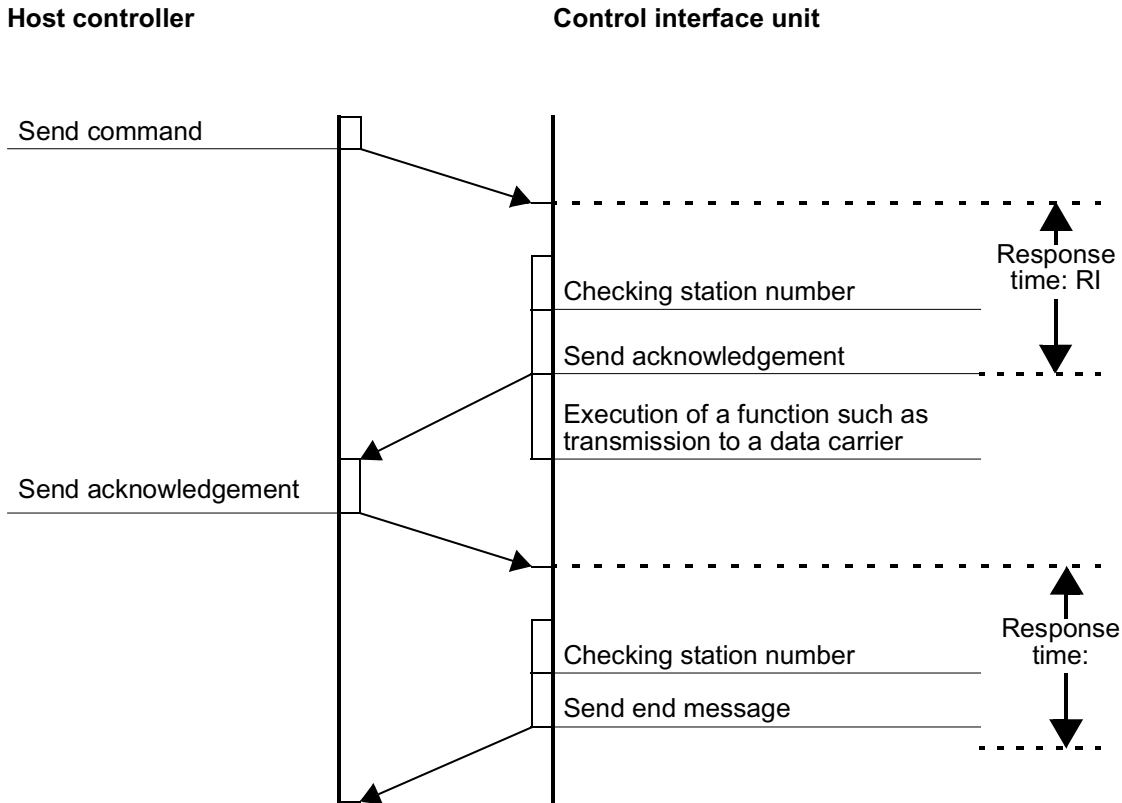 Host controller
Control interface unit
Send command
Response
time: RI
Checking station number
Send acknowledgement
Execution of a function such as
transmission to a data carrier
Send acknowledgement
Response
time:
Checking station number
Send end message